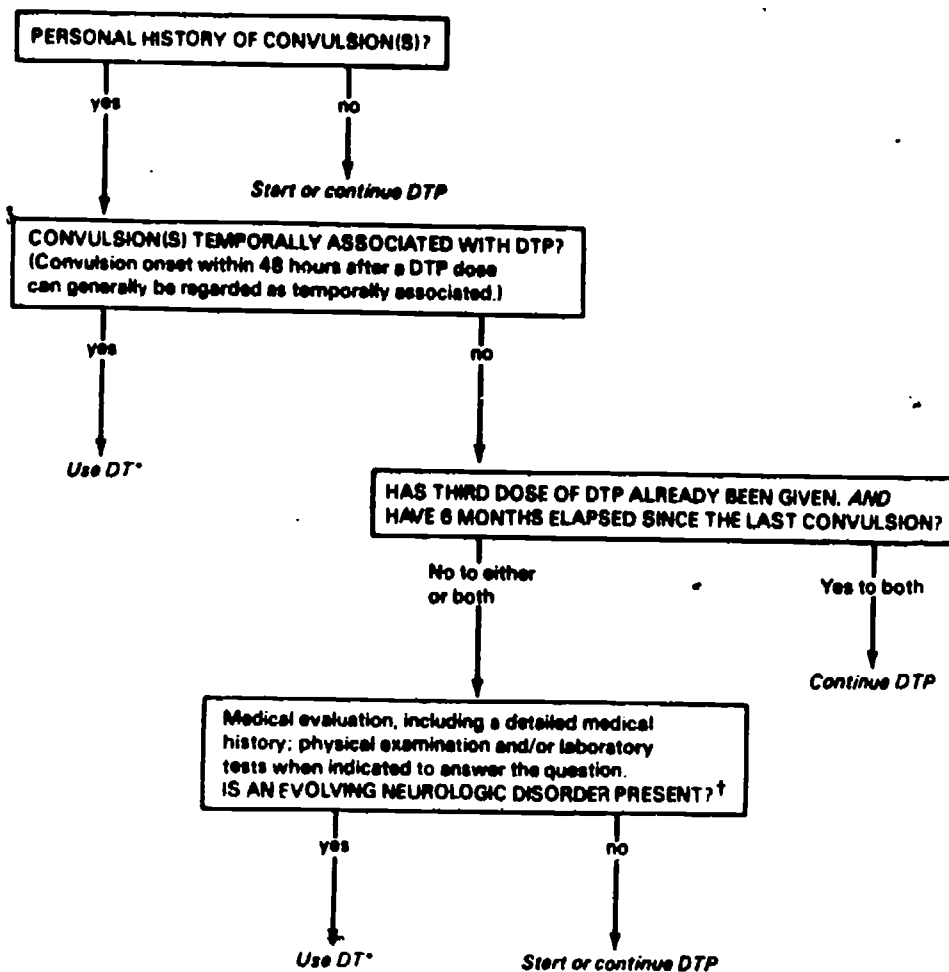 PERSONAL HISTORY OF CONVULSION(S)?
yes
no
Start or continue DTP
CONVULSION(S) TEMPORALLY ASSOCIATED WITH DTP?
(Convulsion onset within 48 hours after a DTP dose
can generally be regarded as temporally associated.)
yes
no
Use DT*
HAS THIRD DOSE OF DTP ALREADY BEEN GIVEN, AND
HAVE 6 MONTHS ELAPSED SINCE THE LAST CONVULSION?
No to either
or both
Yes to both
Continue DTP
Medical evaluation, including a detailed medical
history; physical examination and/or laboratory
tests when indicated to answer the question.
IS AN EVOLVING NEUROLOGIC DISORDER PRESENT?†
yes
no
Use DT*
Start or continue DTP